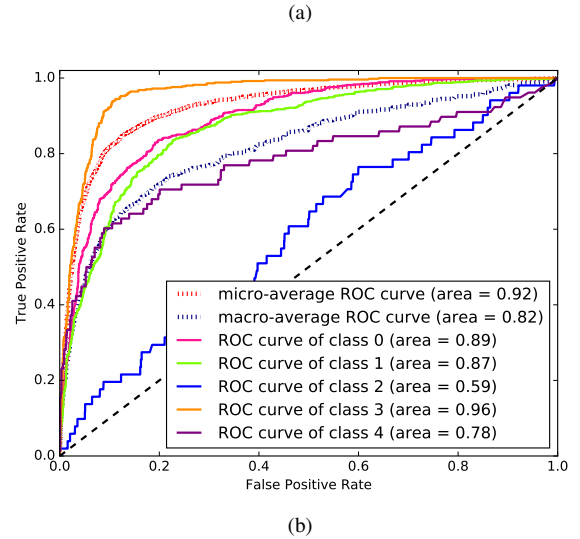 (a)
1.0
0.8
0.6
0.4
0.2
0.0
True Positive Rate
micro-average ROC curve (area = 0.92)
macro-average ROC curve (area = 0.82)
ROC curve of class 0 (area = 0.89)
ROC curve of class 1 (area = 0.87)
ROC curve of class 2 (area = 0.59)
ROC curve of class 3 (area = 0.96)
ROC curve of class 4 (area = 0.78)
0.0 0.2 0.4 0.6 0.8 1.0
False Positive Rate
(b)